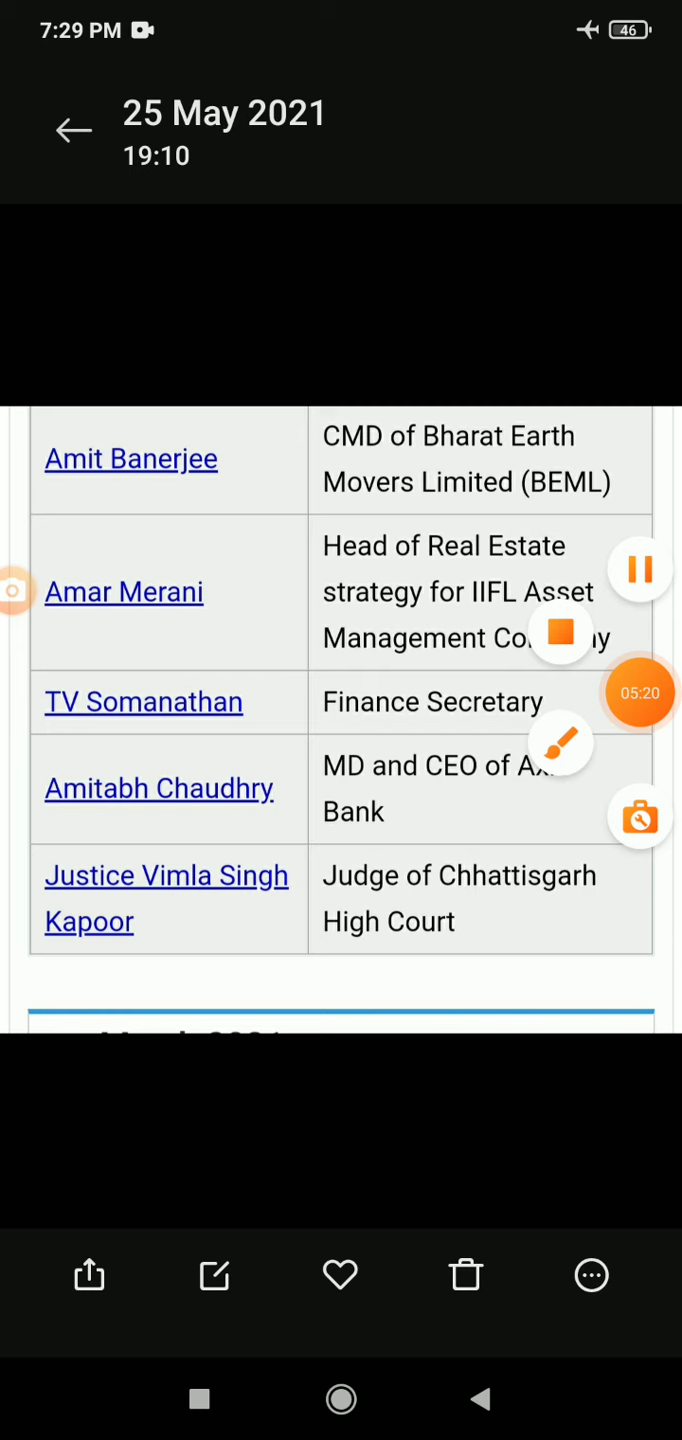 7:29 PM
46
25 May 2021
19:10
Amit Banerjee
CMD of Bharat Earth
Movers Limited (BEML)
Amar Merani
Head of Real Estate
strategy for IIFL Asset
Management
TV Somanathan
Finance Secretary
05:20
Amitabh Chaudhry
MD and CEO of
Bank
Justice Vimla Singh
Kapoor
Judge of Chhattisgarh
High Court